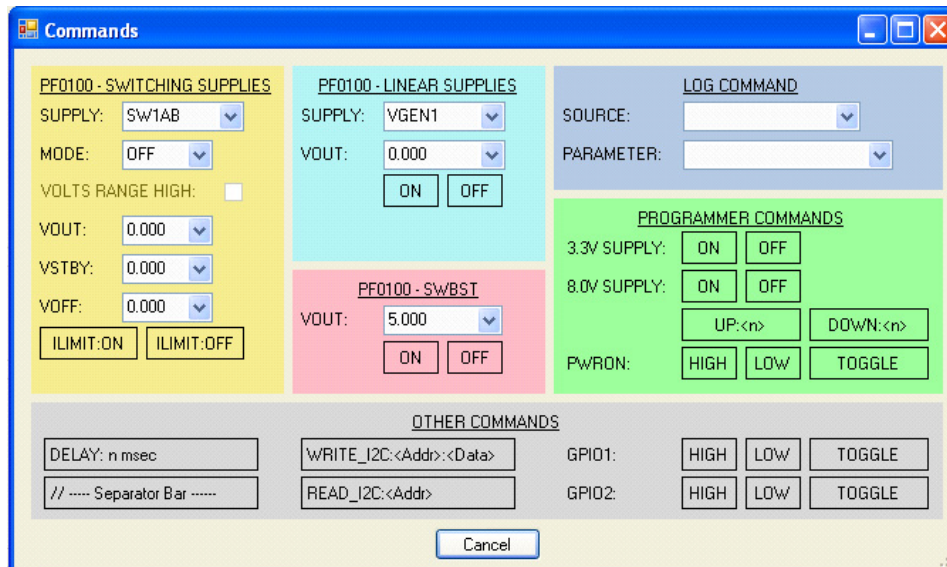 Commands
PF0100 - SWITCHING SUPPLIES
SUPPLY: SW1AB
MODE: OFF
VOLTS RANGE HIGH:
VOUT: 0.000
VSTBY: 0.000
VOFF: 0.000
ILIMIT:ON ILIMIT:OFF
PF0100 - LINEAR SUPPLIES
SUPPLY: VGEN1
VOUT: 0.000
ON OFF
PF0100 - SWBST
VOUT: 5.000
ON OFF
LOG COMMAND
SOURCE:
PARAMETER:
PROGRAMMER COMMANDS
3.3V SUPPLY: ON OFF
8.0V SUPPLY: ON OFF
UP:<n> DOWN:<n>
PWRON: HIGH LOW TOGGLE
OTHER COMMANDS
DELAY: n msec WRITE_I2C:<Addr>:<Data> GPIO1: HIGH LOW TOGGLE
// ----- Separator Bar ------ READ_I2C:<Addr> GPIO2: HIGH LOW TOGGLE
Cancel